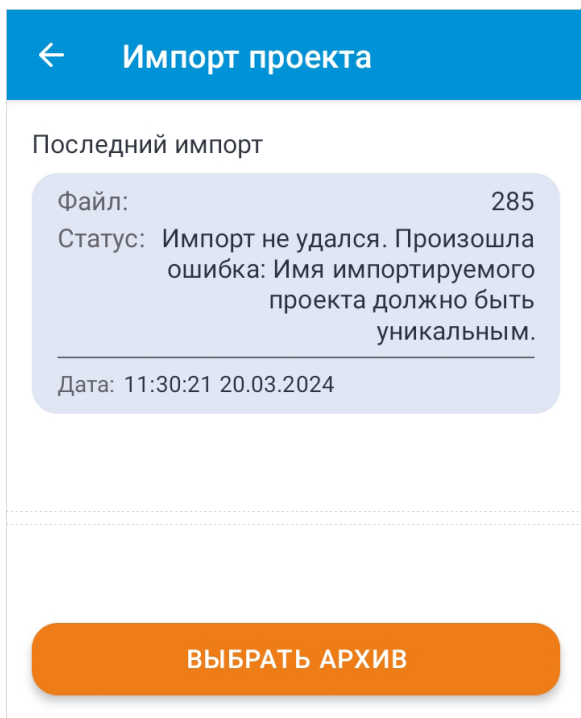 Импорт проекта
Последний импорт
Файл: 285
Статус: Импорт не удался. Произошла
ошибка: Имя импортируемого
проекта должно быть
уникальным.
Дата: 11:30:21 20.03.2024
ВЫБРАТЬ АРХИВ